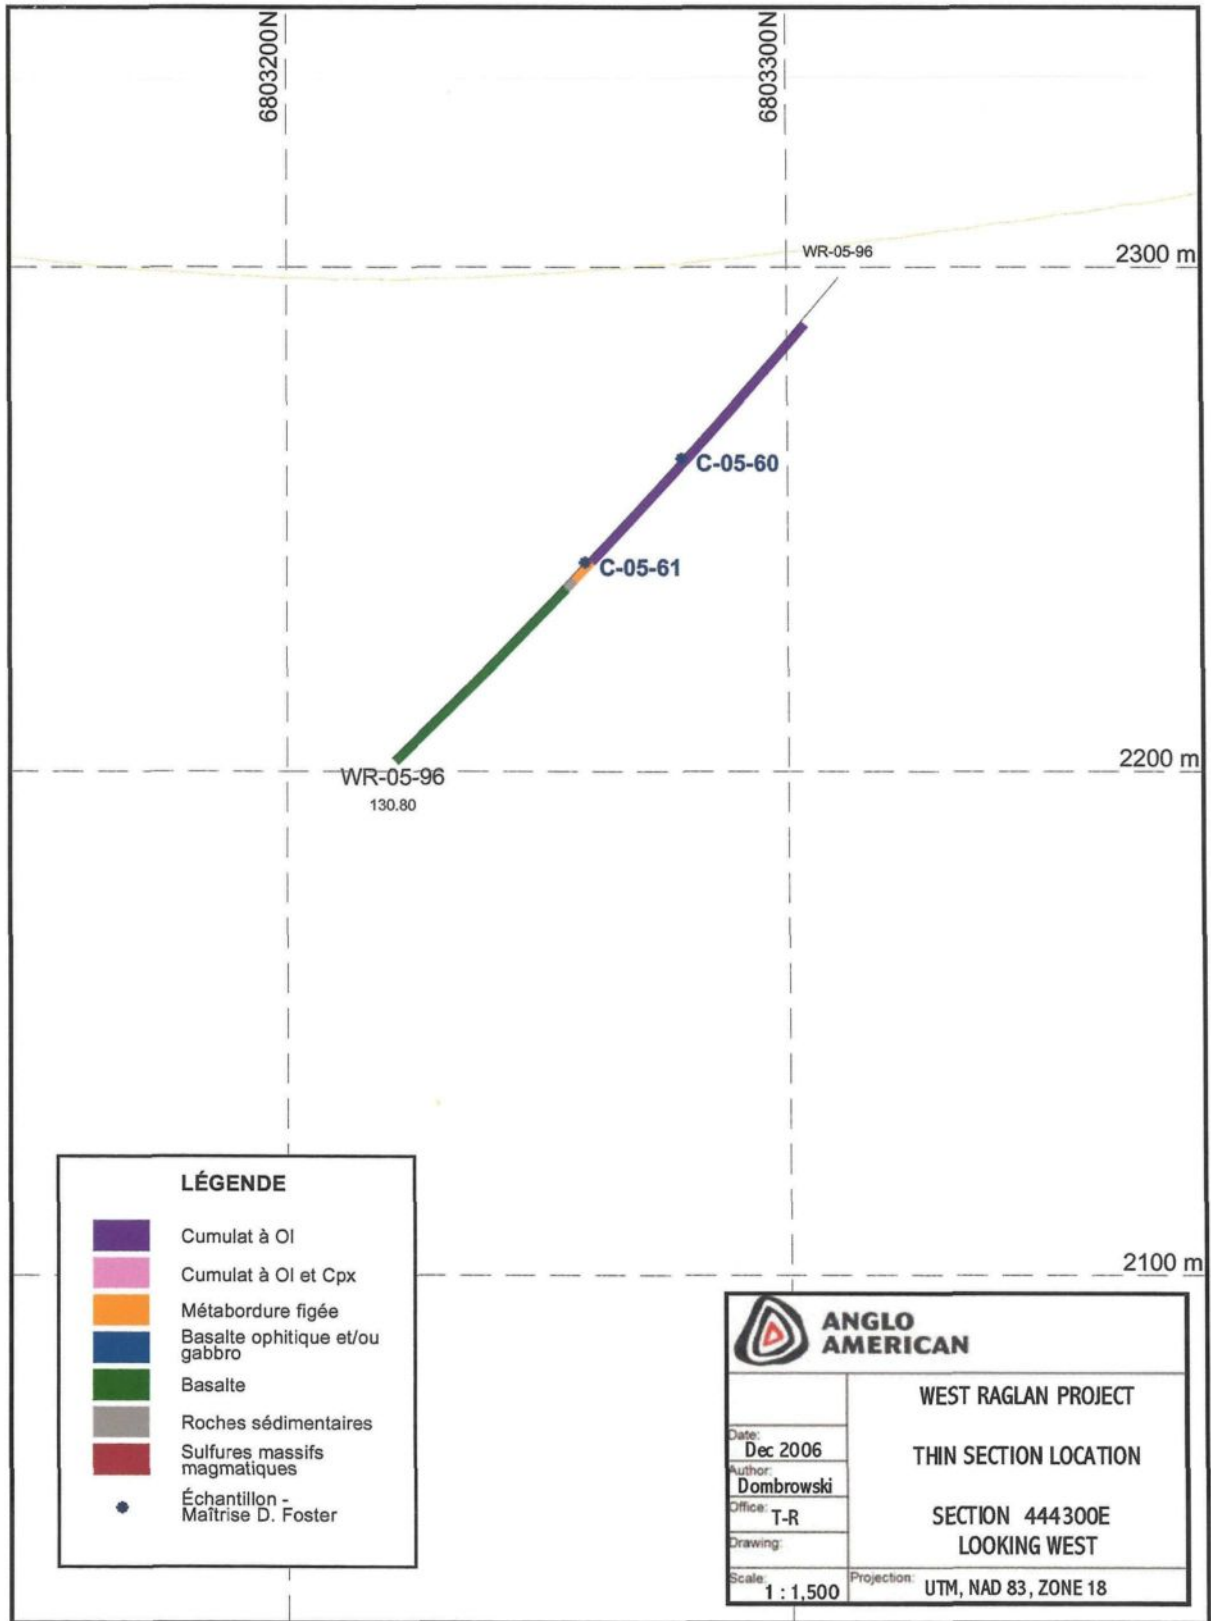 6803200N
6803300N
WR-05-96
2300 m
C-05-60
C-05-61
2200 m
WR-05-96
130.80
2100 m
LÉGENDE
Cumulat à Ol
Cumulat à Ol et Cpx
Métabordure figée
Basalte ophitique et/ou
gabbro
Basalte
Roches sédimentaires
Sulfures massifs
magmatiques
Échantillon -
Maîtrise D. Foster
ANGLO
AMERICAN
WEST RAGLAN PROJECT
Date:
Dec 2006
THIN SECTION LOCATION
Author:
Dombrowski
Office:
T-R
SECTION 444300E
LOOKING WEST
Drawing:
Scale:
1 : 1,500
Projection:
UTM, NAD 83, ZONE 18